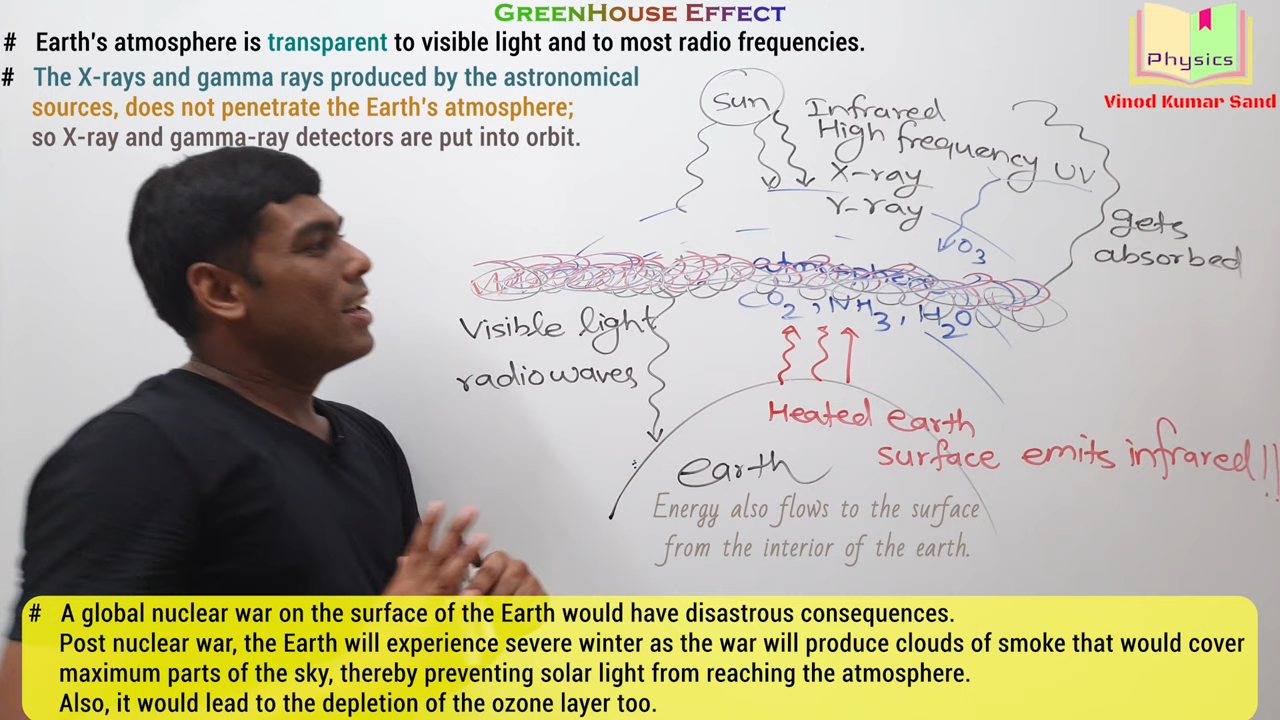 GreenHouse Effect
# Earth's atmosphere is transparent to visible light and to most radio frequencies.
# The X-rays and gamma rays produced by the astronomical
sources, does not penetrate the Earth's atmosphere;
so X-ray and gamma-ray detectors are put into orbit.
Physics
Vinod Kumar Sand
Sun
Infrared
High frequency UV
X-ray
γ-ray
O3
gets
absorbed
atmosphere
CO2, NH3, H2O
Visible light
radiowaves
Heated earth
surface emits infrared!!
earth
Energy also flows to the surface
from the interior of the earth.
# A global nuclear war on the surface of the Earth would have disastrous consequences.
Post nuclear war, the Earth will experience severe winter as the war will produce clouds of smoke that would cover
maximum parts of the sky, thereby preventing solar light from reaching the atmosphere.
Also, it would lead to the depletion of the ozone layer too.